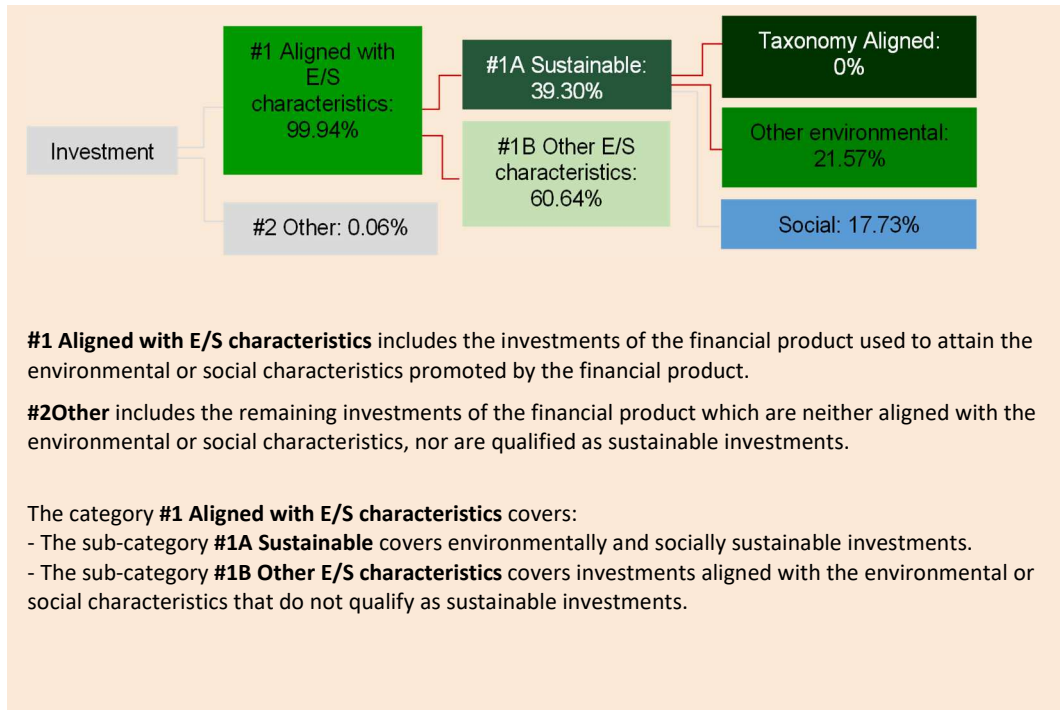 #1 Aligned with
E/S
characteristics:
99.94%
#1A Sustainable:
39.30%
Taxonomy Aligned:
0%
Investment
#1B Other E/S
characteristics:
60.64%
Other environmental:
21.57%
#2 Other: 0.06%
Social: 17.73%
#1 Aligned with E/S characteristics includes the investments of the financial product used to attain the
environmental or social characteristics promoted by the financial product.
#2Other includes the remaining investments of the financial product which are neither aligned with the
environmental or social characteristics, nor are qualified as sustainable investments.
The category #1 Aligned with E/S characteristics covers:
- The sub-category #1A Sustainable covers environmentally and socially sustainable investments.
- The sub-category #1B Other E/S characteristics covers investments aligned with the environmental or
social characteristics that do not qualify as sustainable investments.